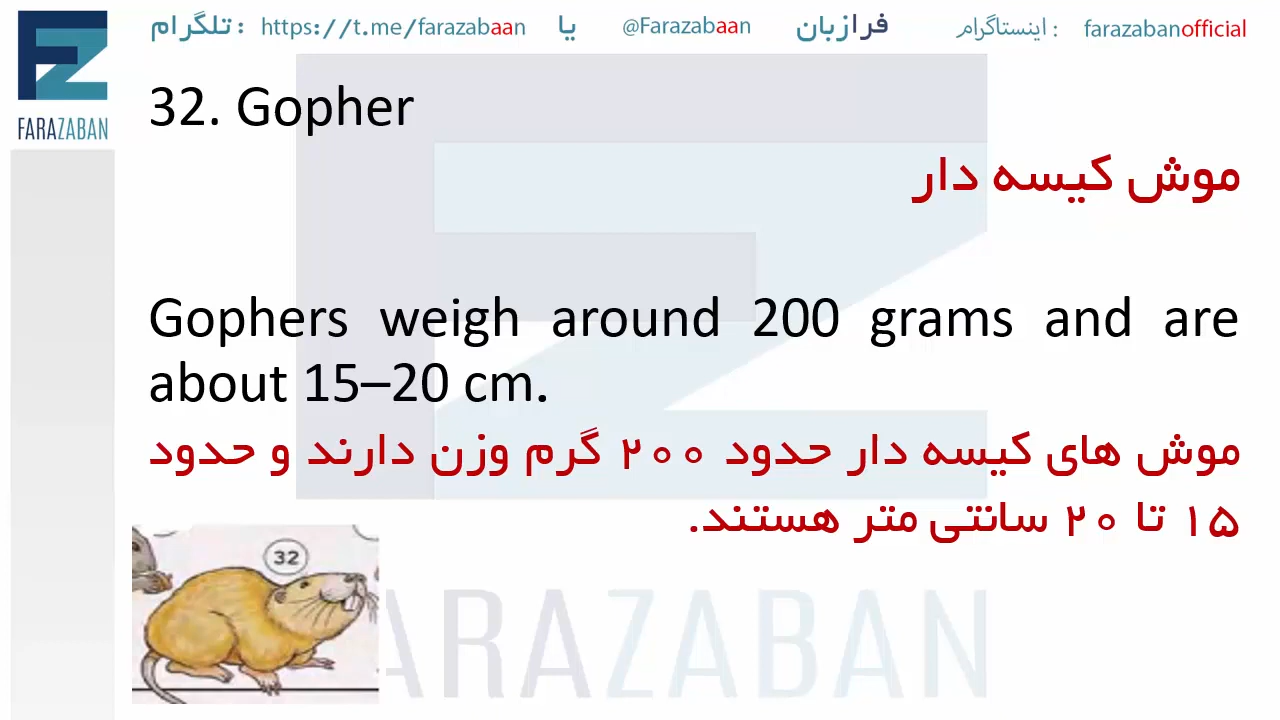 تلگرام : https://t.me/farazabaan یا @Farazabaan فرازبان اینستاگرام : farazabanofficial
FZ
FARAZABAN
32. Gopher
موش کیسه دار
Gophers weigh around 200 grams and are
about 15–20 cm.
موش های کیسه دار حدود ۲۰۰ گرم وزن دارند و حدود
۱۵ تا ۲۰ سانتی متر هستند.
32
FARAZABAN